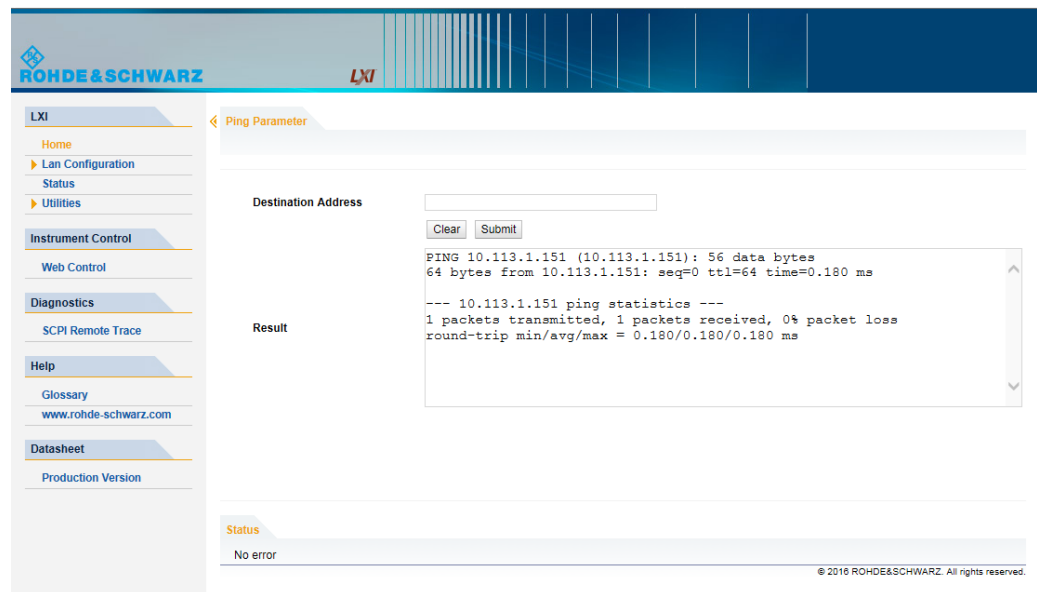 ROHDE&SCHWARZ
LXI
LXI
Home
Lan Configuration
Status
Utilities
Instrument Control
Web Control
Diagnostics
SCPI Remote Trace
Help
Glossary
www.rohde-schwarz.com
Datasheet
Production Version
Ping Parameter
Destination Address
Clear Submit
Result
PING 10.113.1.151 (10.113.1.151): 56 data bytes
64 bytes from 10.113.1.151: seq=0 ttl=64 time=0.180 ms
--- 10.113.1.151 ping statistics ---
1 packets transmitted, 1 packets received, 0% packet loss
round-trip min/avg/max = 0.180/0.180/0.180 ms
Status
No error
© 2016 ROHDE&SCHWARZ. All rights reserved.